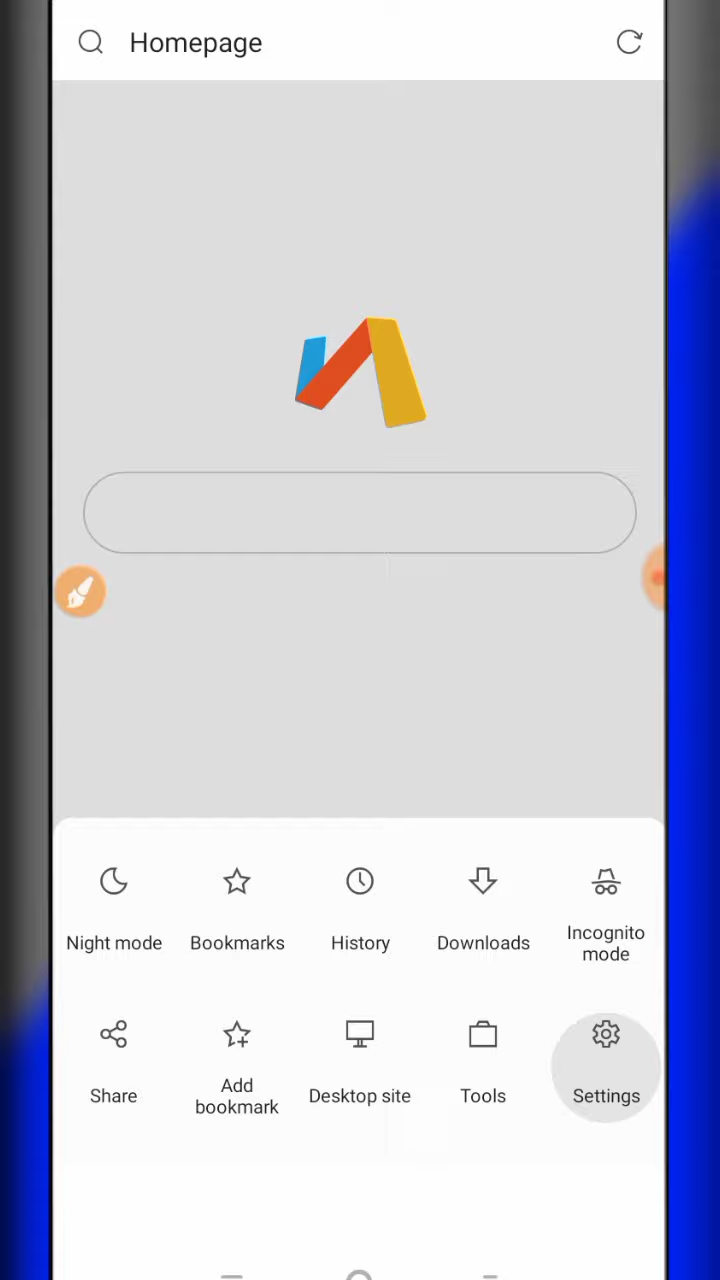 Homepage
Night mode
Bookmarks
History
Downloads
Incognito
mode
Share
Add
bookmark
Desktop site
Tools
Settings